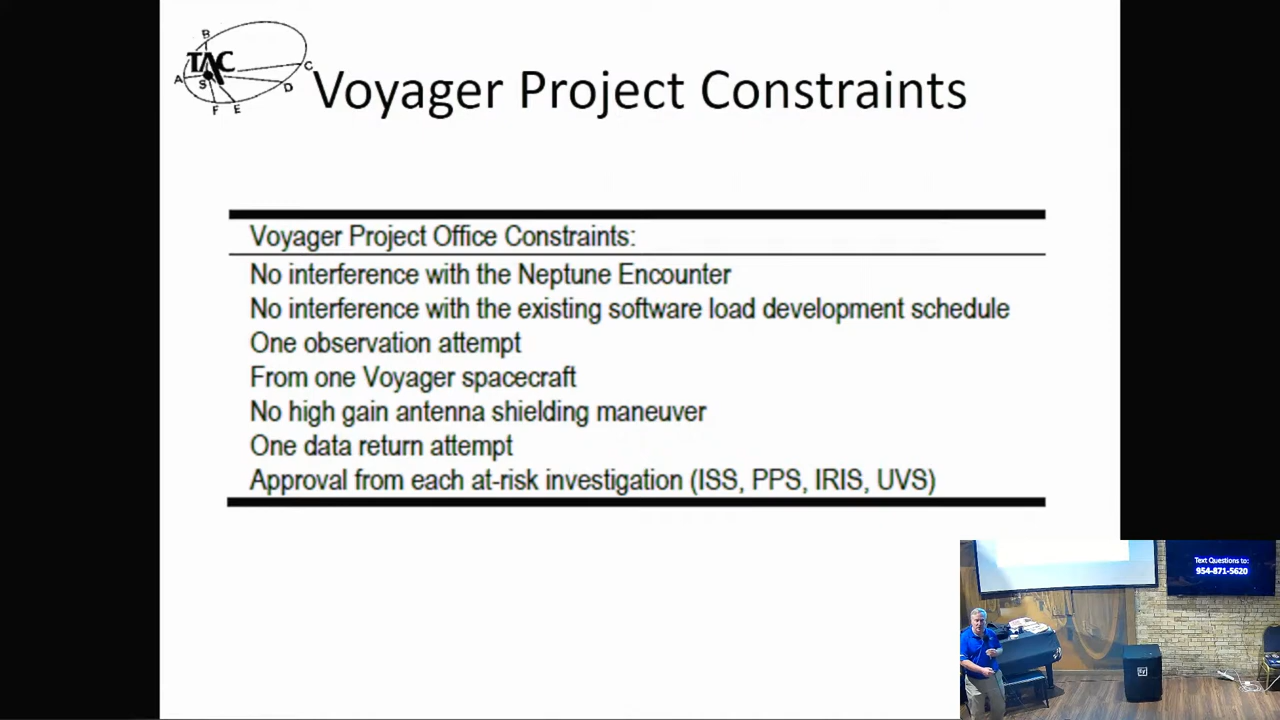 B
TAC
A
S
C
D
F E
Voyager Project Constraints
Voyager Project Office Constraints:
No interference with the Neptune Encounter
No interference with the existing software load development schedule
One observation attempt
From one Voyager spacecraft
No high gain antenna shielding maneuver
One data return attempt
Approval from each at-risk investigation (ISS, PPS, IRIS, UVS)
Text Questions to:
954-871-5620